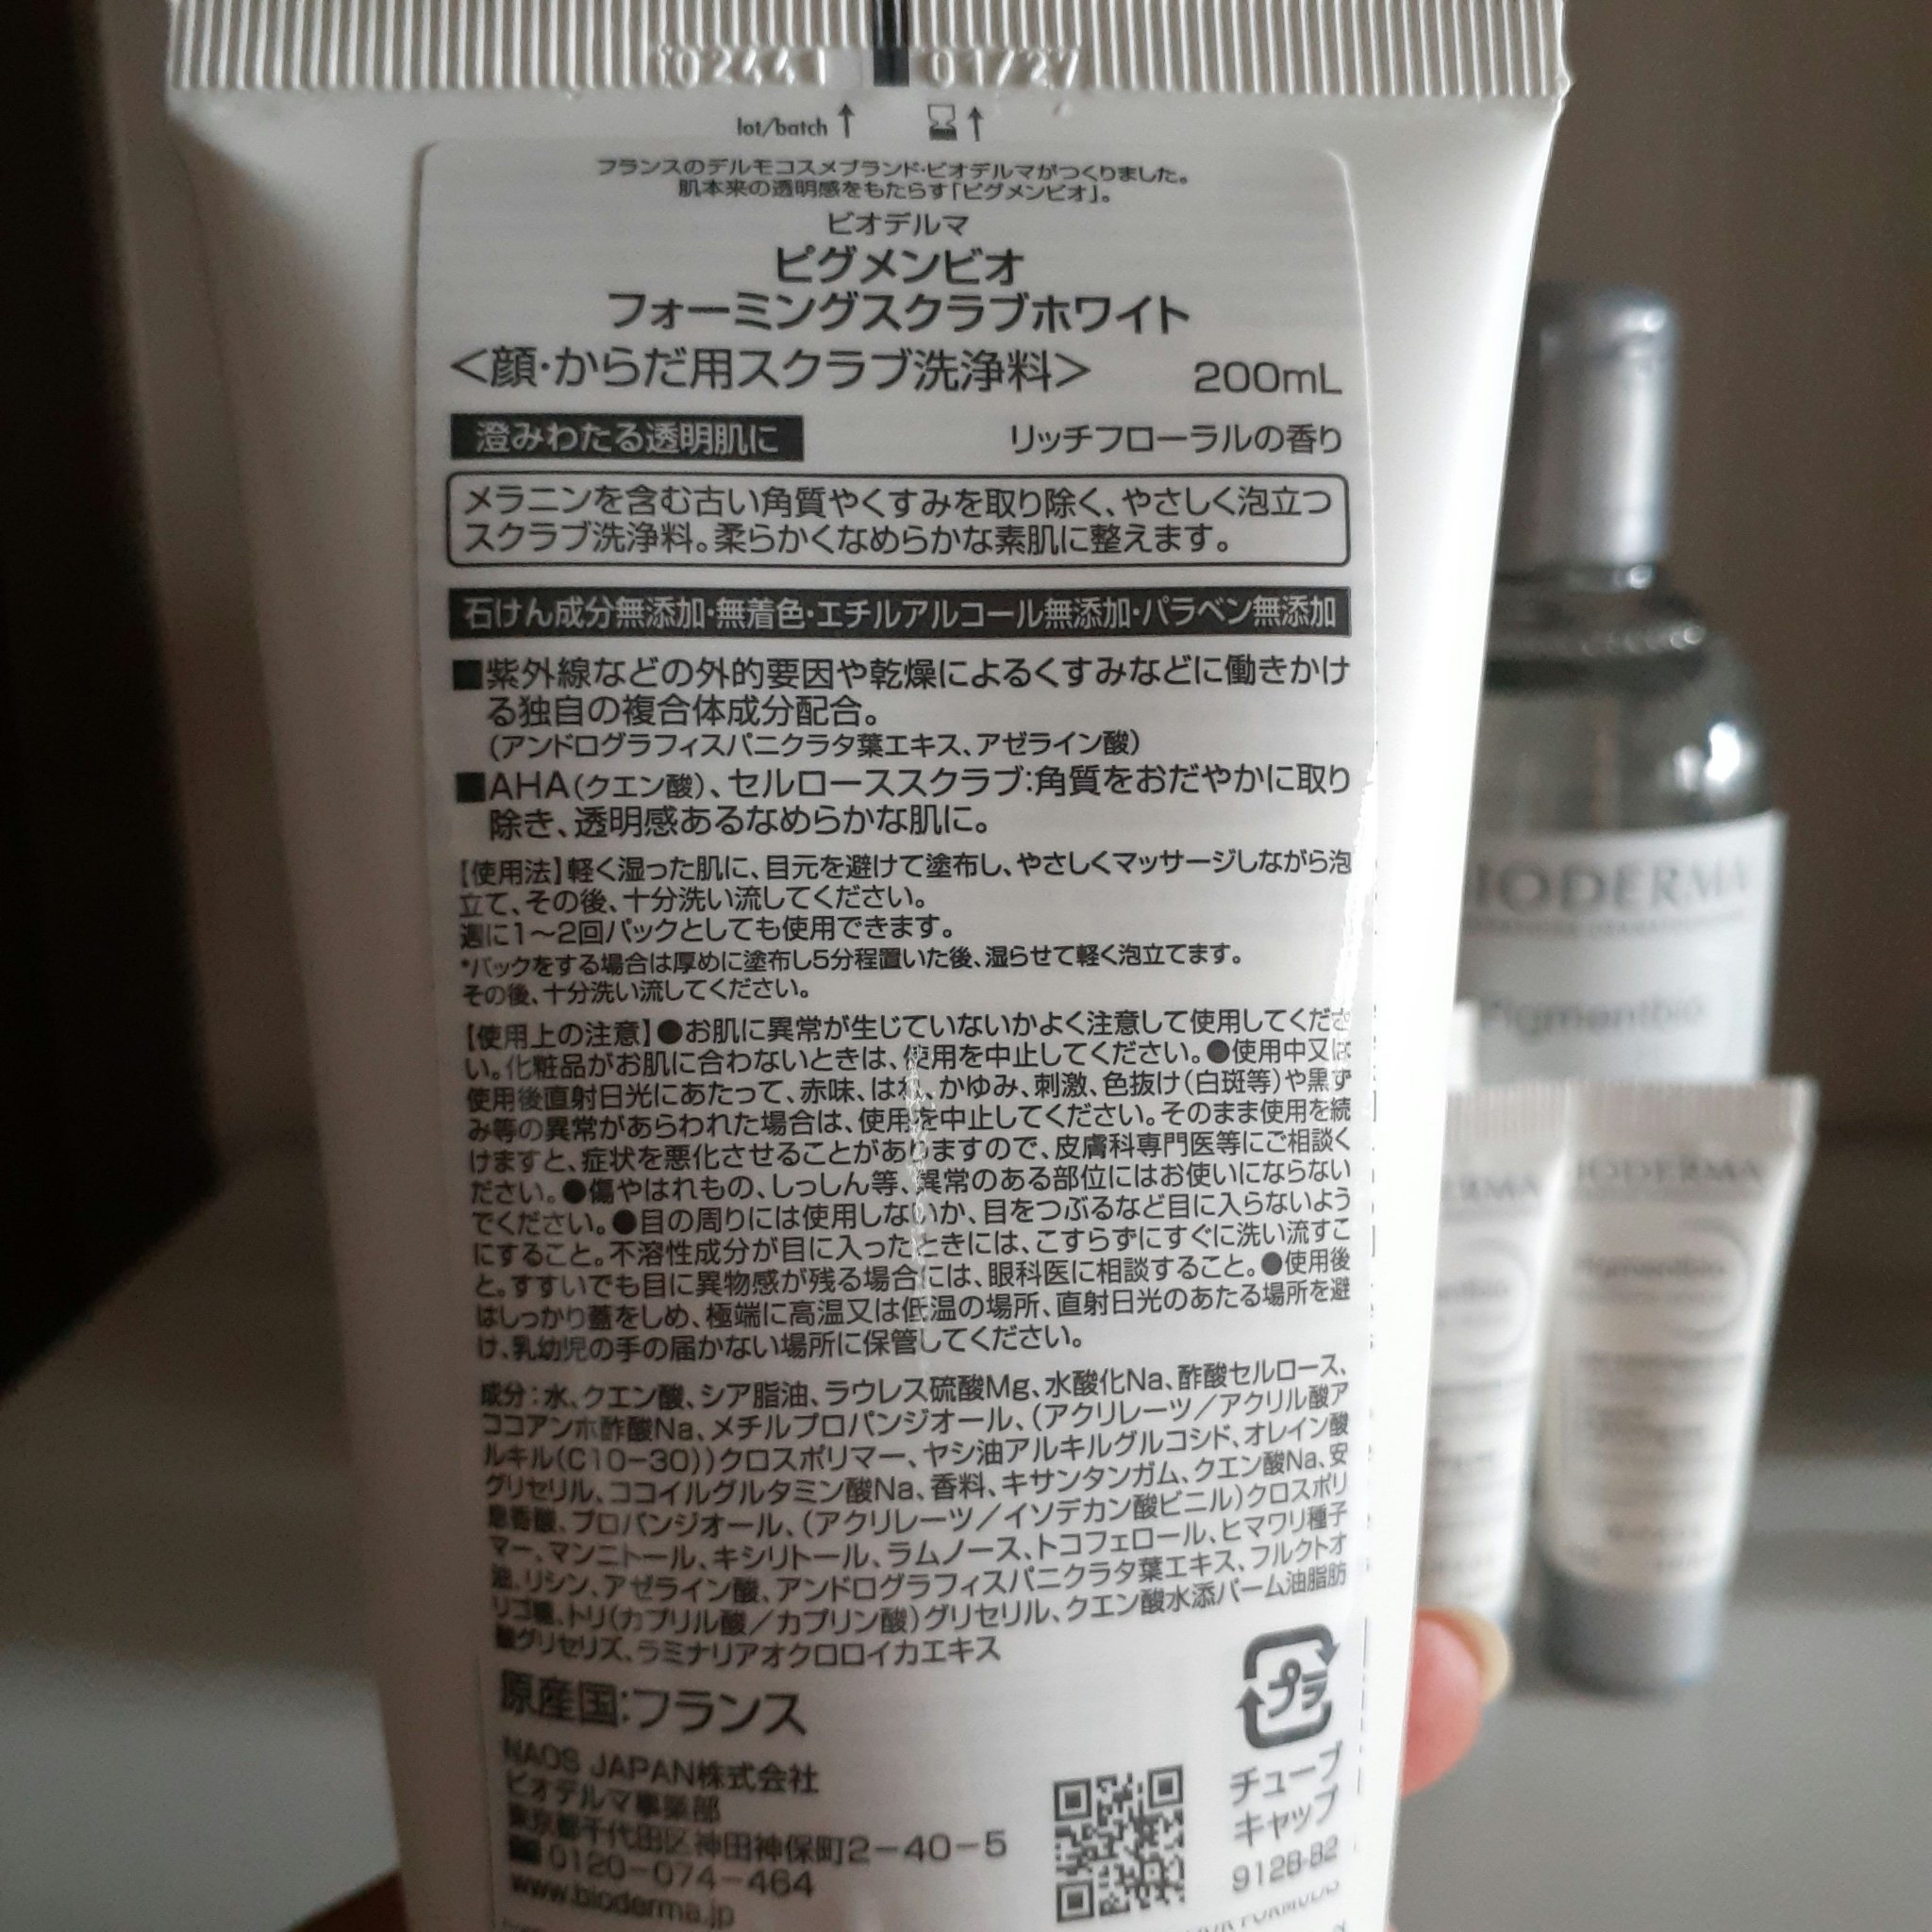 102441 01/27
lot/batch
フランスのデルモコスメブランド・ビオデルマがつくりました。
肌本来の透明感をもたらす「ピグメンビオ」。
ビオデルマ
ピグメンビオ
フォーミングスクラブホワイト
＜顔・からだ用スクラブ洗浄料＞ 200mL
澄みわたる透明肌に リッチフローラルの香り
メラニンを含む古い角質やくすみを取り除く、やさしく泡立つ
スクラブ洗浄料。柔らかくなめらかな素肌に整えます。
石けん成分無添加・無着色・エチルアルコール無添加・パラベン無添加
■紫外線などの外的要因や乾燥によるくすみなどに働きかけ
る独自の複合体成分配合。
(アンドログラフィスパニクラタ葉エキス、アゼライン酸)
■AHA(クエン酸)、セルローススクラブ:角質をおだやかに取り
除き、透明感あるなめらかな肌に。
【使用法】軽く湿った肌に、目元を避けて塗布し、やさしくマッサージしながら泡
立て、その後、十分洗い流してください。
週に1～2回パックとしても使用できます。
*パックをする場合は厚めに塗布し5分程置いた後、湿らせて軽く泡立てます。
その後、十分洗い流してください。
【使用上の注意】●お肌に異常が生じていないかよく注意して使用してくださ
い。化粧品がお肌に合わないときは、使用を中止してください。●使用中又は
使用後直射日光にあたって、赤味、はれ、かゆみ、刺激、色抜け(白斑等)や黒ず
み等の異常があらわれた場合は、使用を中止してください。そのまま使用を続
けますと、症状を悪化させることがありますので、皮膚科専門医等にご相談く
ださい。●傷やはれもの、しっしん等、異常のある部位にはお使いにならない
でください。●目の周りには使用しないか、目をつぶるなど目に入らないよう
にすること。不溶性成分が目に入ったときには、こすらずにすぐに洗い流すこ
と。すすいでも目に異物感が残る場合には、眼科医に相談すること。●使用後
はしっかり蓋をしめ、極端に高温又は低温の場所、直射日光のあたる場所を避
け、乳幼児の手の届かない場所に保管してください。
成分:水、クエン酸、シア脂油、ラウレス硫酸Mg、水酸化Na、酢酸セルロース、
ココアンホ酢酸Na、メチルプロパンジオール、(アクリレーツ／アクリル酸ア
ルキル(C10-30))クロスポリマー、ヤシ油アルキルグルコシド、オレイン酸
グリセリル、ココイルグルタミン酸Na、香料、キサンタンガム、クエン酸Na、安
息香酸、プロパンジオール、(アクリレーツ／イソデカン酸ビニル)クロスポリ
マー、マンニトール、キシリトール、ラムノース、トコフェロール、ヒマワリ種子
油、リシン、アゼライン酸、アンドログラフィスパニクラタ葉エキス、フルクトオ
リゴ糖、トリ(カプリル酸／カプリン酸)グリセリル、クエン酸水添パーム油脂肪
酸グリセリズ、ラミナリアオクロロイカエキス
原産国:フランス
NAOS JAPAN株式会社
ビオデルマ事業部
東京都千代田区神田神保町2-40-5
0120-074-464
www.bioderma.jp
プラ
チューブ
キャップ
912B-B2
BIODERMA
Pigmentbio
BIODERMA
Pigmentbio